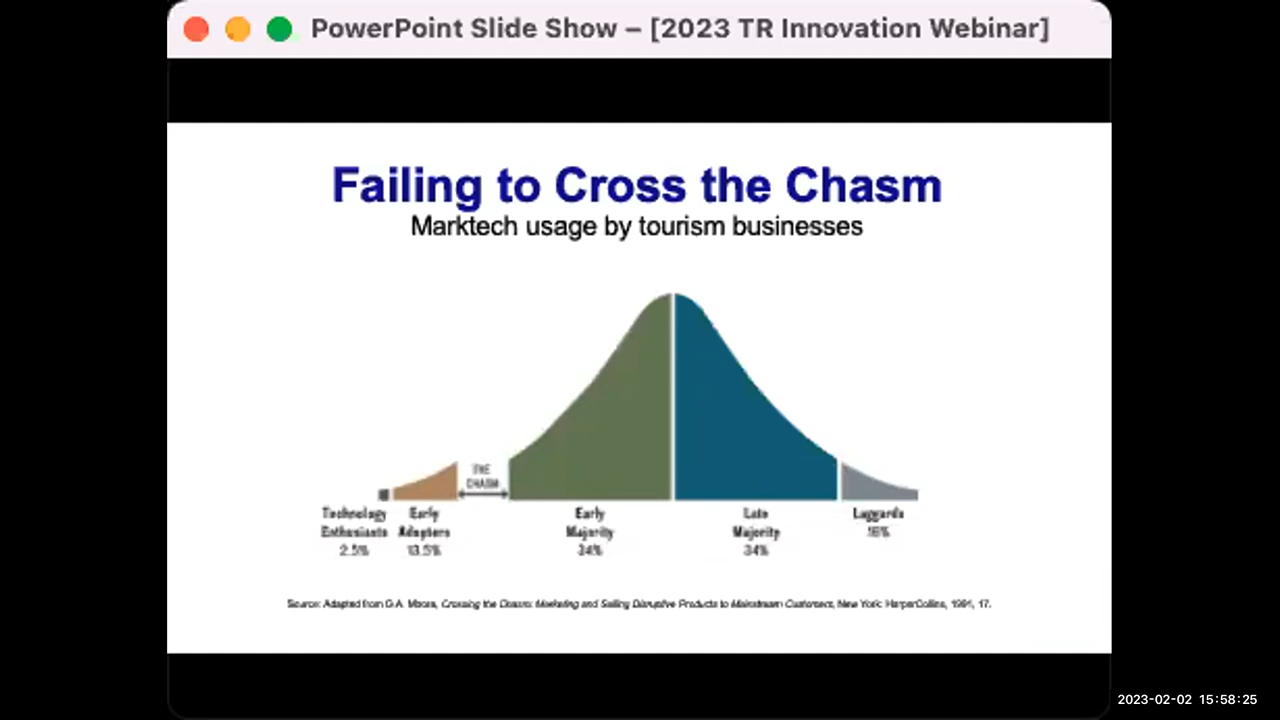 PowerPoint Slide Show – [2023 TR Innovation Webinar]
Failing to Cross the Chasm
Marktech usage by tourism businesses
THE
CHASM
Technology Enthusiasts 2.5%
Early Adapters 13.5%
Early Majority 34%
Late Majority 34%
Laggards 16%
Source: Adapted from G.A. Moore, Crossing the Chasm: Marketing and Selling Disruptive Products to Mainstream Customers, New York: HarperCollins, 1991, 17.
2023-02-02 15:58:25